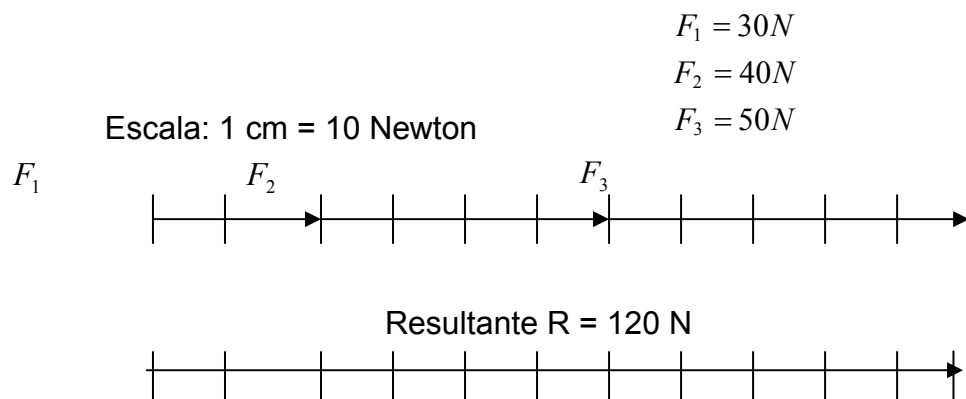 F₁ = 30N
F₂ = 40N
F₃ = 50N
Escala: 1 cm = 10 Newton
F₁ F₂ F₃
Resultante R = 120 N